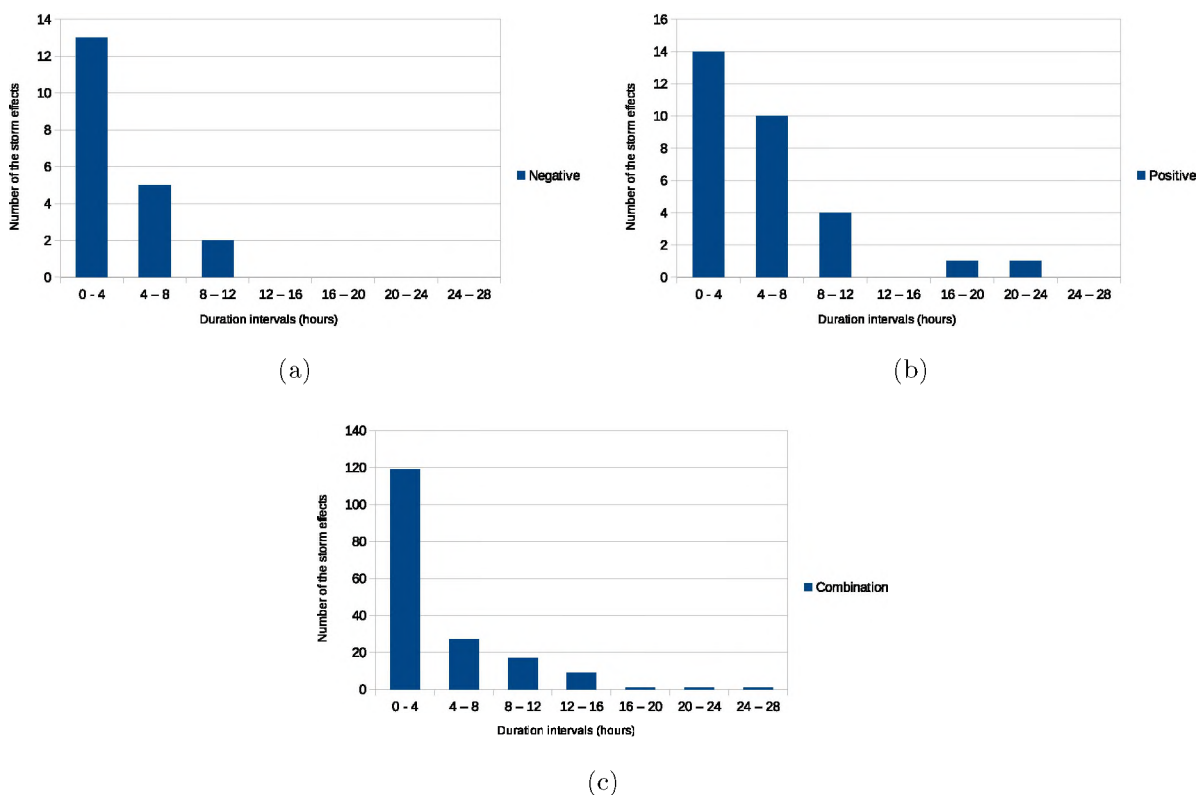 14
12
10
8
6
4
2
0
Number of the storm effects
0 - 4 4 – 8 8 – 12 12 – 16 16 – 20 20 – 24 24 – 28
Duration intervals (hours)
Negative
(a)
16
14
12
10
8
6
4
2
0
Number of the storm effects
0 - 4 4 – 8 8 – 12 12 – 16 16 – 20 20 – 24 24 – 28
Duration intervals (hours)
Positive
(b)
140
120
100
80
60
40
20
0
Number of the storm effects
0 - 4 4 – 8 8 – 12 12 – 16 16 – 20 20 – 24 24 – 28
Duration intervals (hours)
Combination
(c)